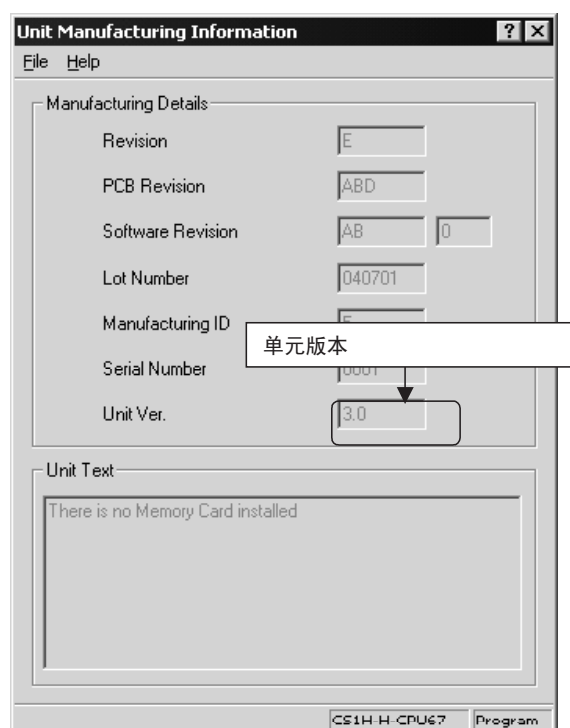 Unit Manufacturing Information
File Help
Manufacturing Details
Revision E
PCB Revision ABD
Software Revision AB 0
Lot Number 040701
Manufacturing ID
单元版本
Serial Number 0001
Unit Ver. 3.0
Unit Text
There is no Memory Card installed
CS1H-H-CPU67 Program